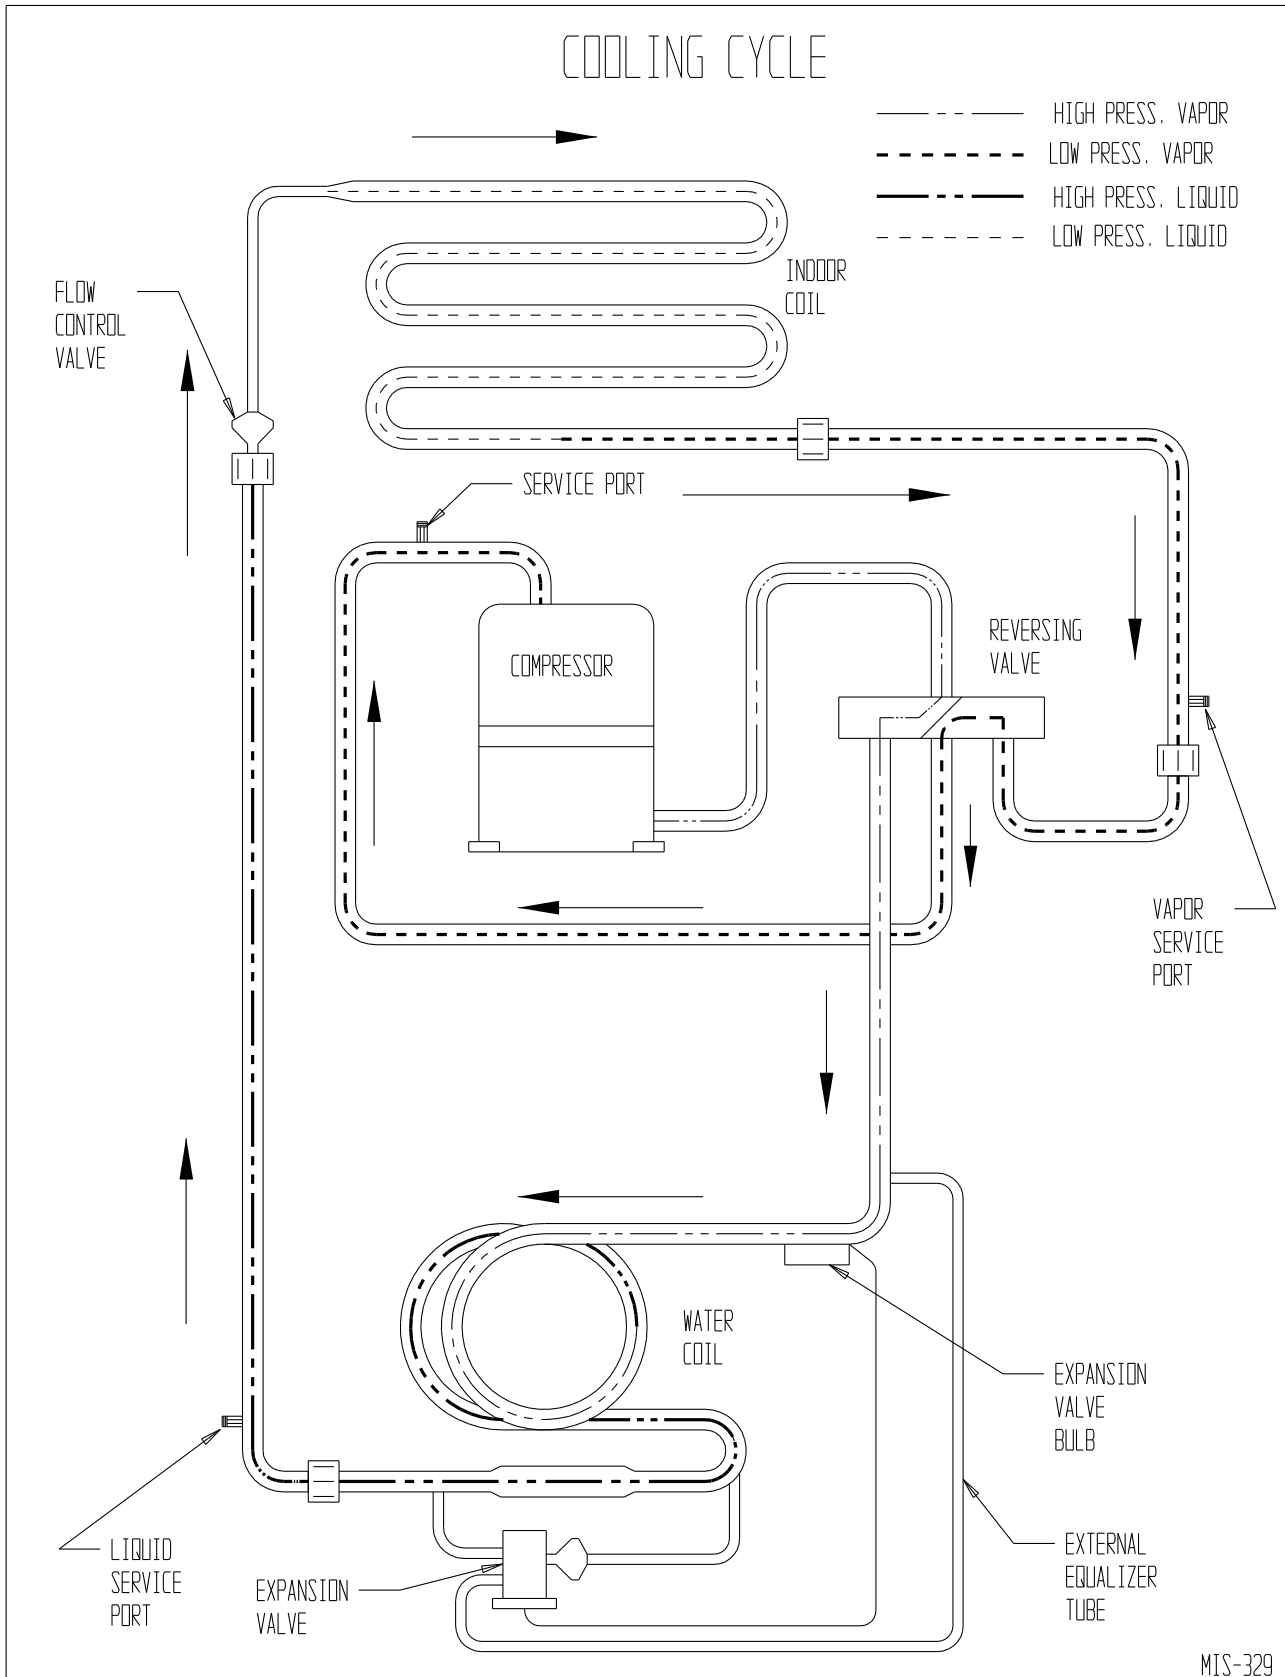 COOLING CYCLE
HIGH PRESS. VAPOR
LOW PRESS. VAPOR
HIGH PRESS. LIQUID
LOW PRESS. LIQUID
INDOOR
COIL
FLOW
CONTROL
VALVE
SERVICE PORT
COMPRESSOR
REVERSING
VALVE
VAPOR
SERVICE
PORT
WATER
COIL
EXPANSION
VALVE
BULB
LIQUID
SERVICE
PORT
EXPANSION
VALVE
EXTERNAL
EQUALIZER
TUBE
MIS-329